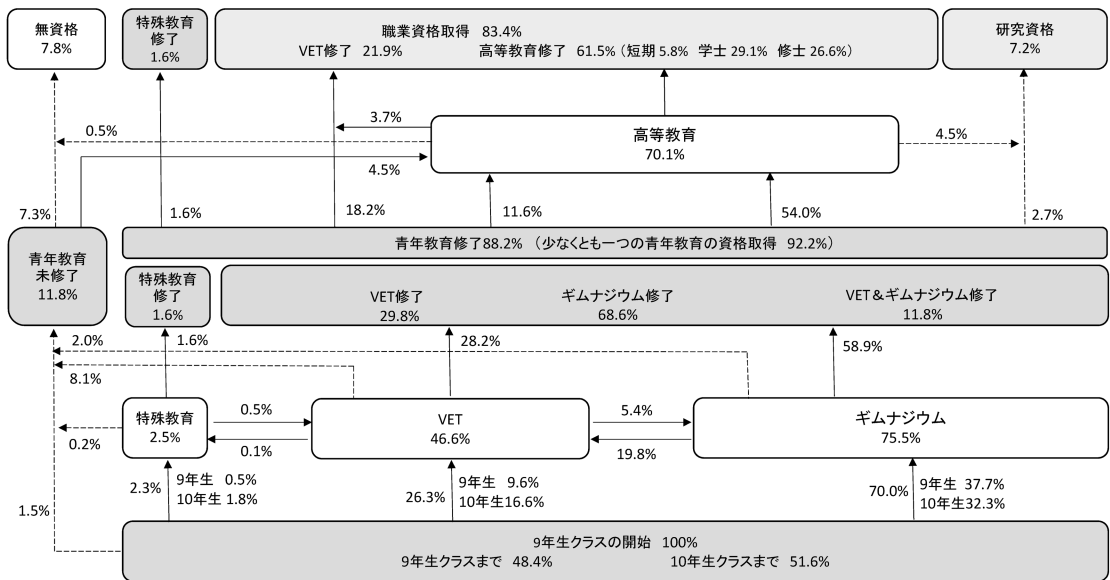 無資格
7.8%
特殊教育
修了
1.6%
職業資格取得 83.4%
VET修了 21.9% 高等教育修了 61.5%（短期 5.8% 学士 29.1% 修士 26.6%）
研究資格
7.2%
3.7%
0.5%
高等教育
70.1%
4.5%
4.5%
7.3%
1.6%
18.2%
11.6%
54.0%
2.7%
青年教育
未修了
11.8%
青年教育修了88.2% （少なくとも一つの青年教育の資格取得 92.2%）
特殊教育
修了
1.6%
VET修了
29.8%
ギムナジウム修了
68.6%
VET＆ギムナジウム修了
11.8%
2.0%
1.6%
28.2%
58.9%
8.1%
特殊教育
2.5%
0.5%
0.1%
VET
46.6%
5.4%
19.8%
ギムナジウム
75.5%
0.2%
2.3%
9年生 0.5%
10年生 1.8%
26.3%
9年生 9.6%
10年生16.6%
70.0%
9年生 37.7%
10年生32.3%
1.5%
9年生クラスの開始 100%
9年生クラスまで 48.4% 10年生クラスまで 51.6%